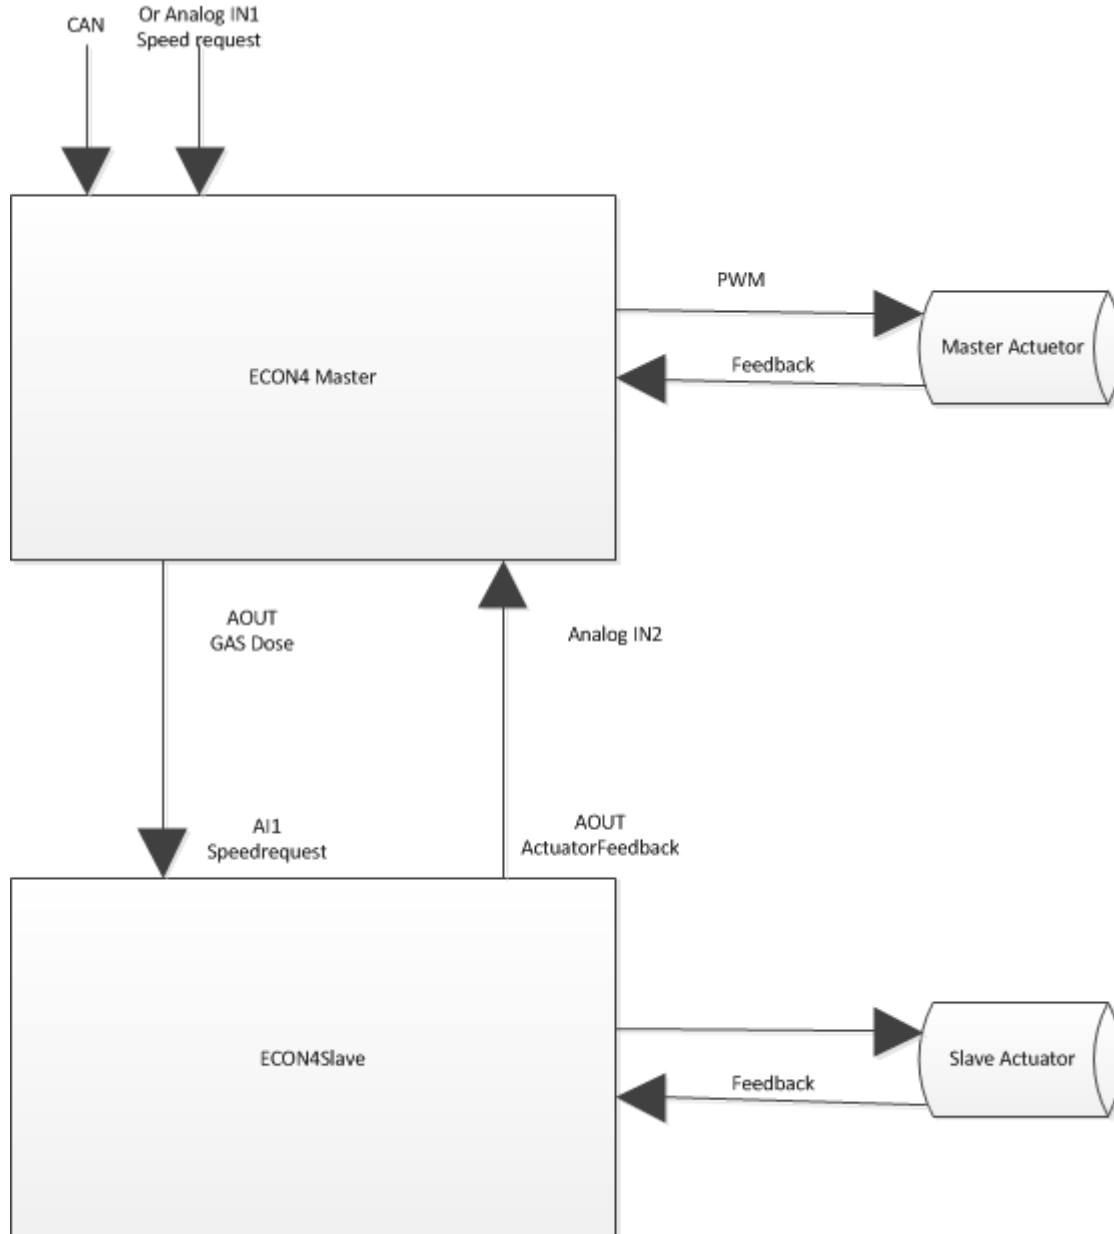 CAN
Or Analog IN1
Speed request
PWM
Master Actuetor
Feedback
ECON4 Master
AOUT
GAS Dose
Analog IN2
AI1
Speedrequest
AOUT
ActuatorFeedback
ECON4Slave
Slave Actuator
Feedback